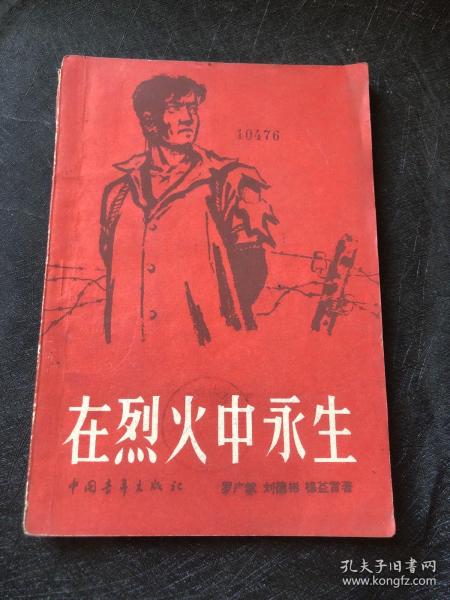 10476
在烈火中永生
中国青年出版社 罗广斌 刘德彬 杨益言著
孔夫子旧书网
www.kongfz.com